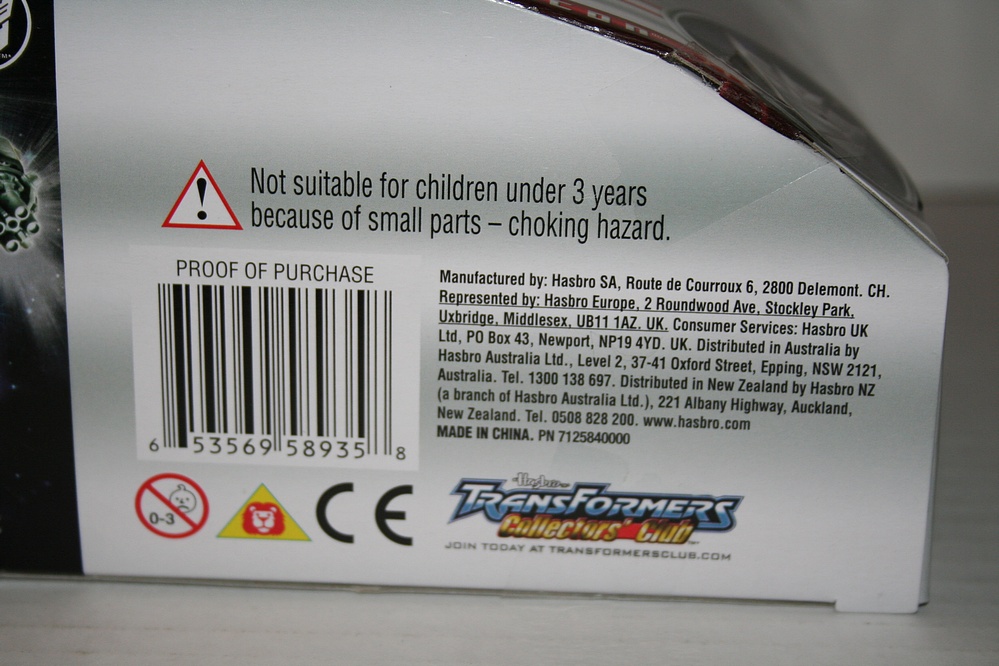 Not suitable for children under 3 years
because of small parts – choking hazard.
PROOF OF PURCHASE
6 53569 58935 8
Manufactured by: Hasbro SA, Route de Courroux 6, 2800 Delemont. CH.
Represented by: Hasbro Europe, 2 Roundwood Ave, Stockley Park,
Uxbridge, Middlesex, UB11 1AZ. UK. Consumer Services: Hasbro UK
Ltd, PO Box 43, Newport, NP19 4YD. UK. Distributed in Australia by
Hasbro Australia Ltd., Level 2, 37-41 Oxford Street, Epping, NSW 2121,
Australia. Tel. 1300 138 697. Distributed in New Zealand by Hasbro NZ
(a branch of Hasbro Australia Ltd.), 221 Albany Highway, Auckland,
New Zealand. Tel. 0508 828 200. www.hasbro.com
MADE IN CHINA. PN 7125840000
0-3
CE
Hasbro
TRANSFORMERS
Collectors' Club™
JOIN TODAY AT TRANSFORMERSCLUB.COM